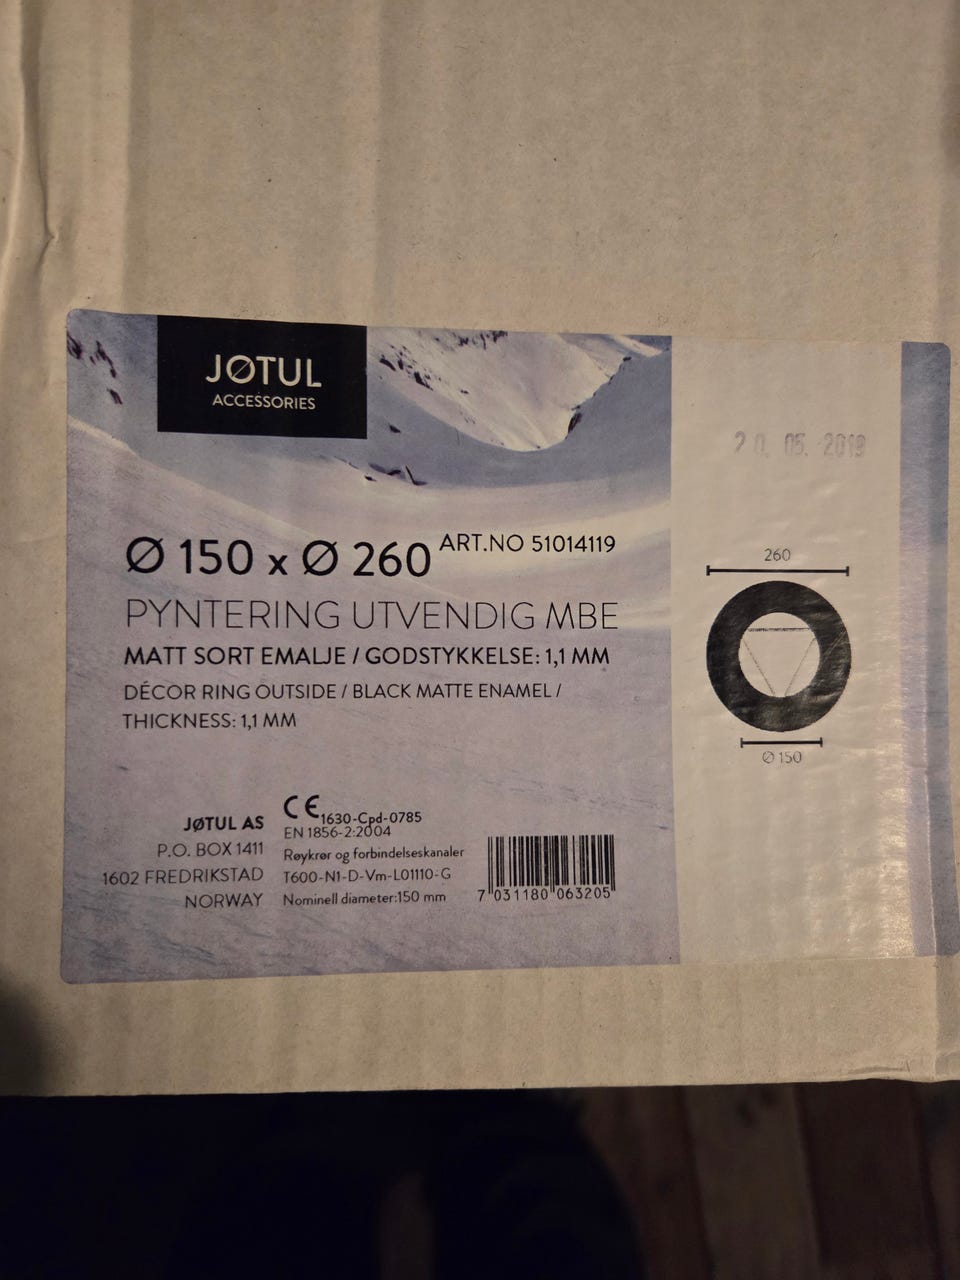 JØTUL
ACCESSORIES
20. 05. 2019
Ø 150 x Ø 260 ART.NO 51014119
PYNTERING UTVENDIG MBE
MATT SORT EMALJE / GODSTYKKELSE: 1,1 MM
DÉCOR RING OUTSIDE / BLACK MATTE ENAMEL /
THICKNESS: 1,1 MM
260
Ø 150
JØTUL AS
P.O. BOX 1411
1602 FREDRIKSTAD
NORWAY
CE 1630-Cpd-0785
EN 1856-2:2004
Røykrør og forbindelseskanaler
T600-N1-D-Vm-L01110-G
Nominell diameter:150 mm
7 031180 063205